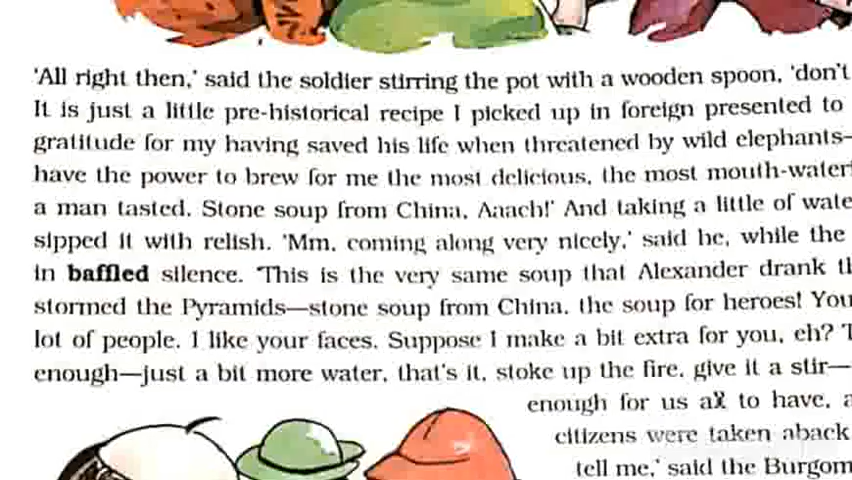 'All right then,' said the soldier stirring the pot with a wooden spoon, 'don't
It is just a little pre-historical recipe I picked up in foreign presented to
gratitude for my having saved his life when threatened by wild elephants—
have the power to brew for me the most delicious, the most mouth-water
a man tasted. Stone soup from China, Aaach!' And taking a little of wate
sipped it with relish. 'Mm, coming along very nicely,' said he, while the
in baffled silence. 'This is the very same soup that Alexander drank th
stormed the Pyramids—stone soup from China, the soup for heroes! You
lot of people. I like your faces. Suppose I make a bit extra for you, eh? T
enough—just a bit more water, that's it, stoke up the fire, give it a stir—
enough for us to have, a
citizens were taken aback
tell me,' said the Burgom